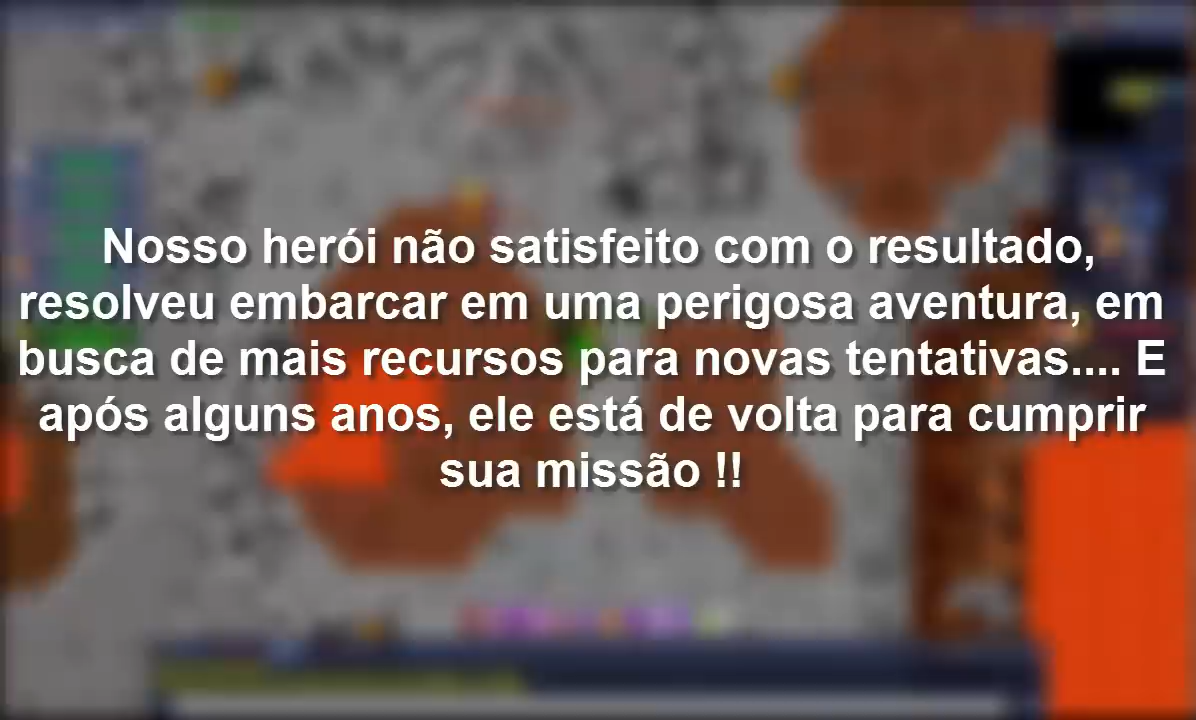 Nosso herói não satisfeito com o resultado,
resolveu embarcar em uma perigosa aventura, em
busca de mais recursos para novas tentativas.... E
após alguns anos, ele está de volta para cumprir
sua missão !!